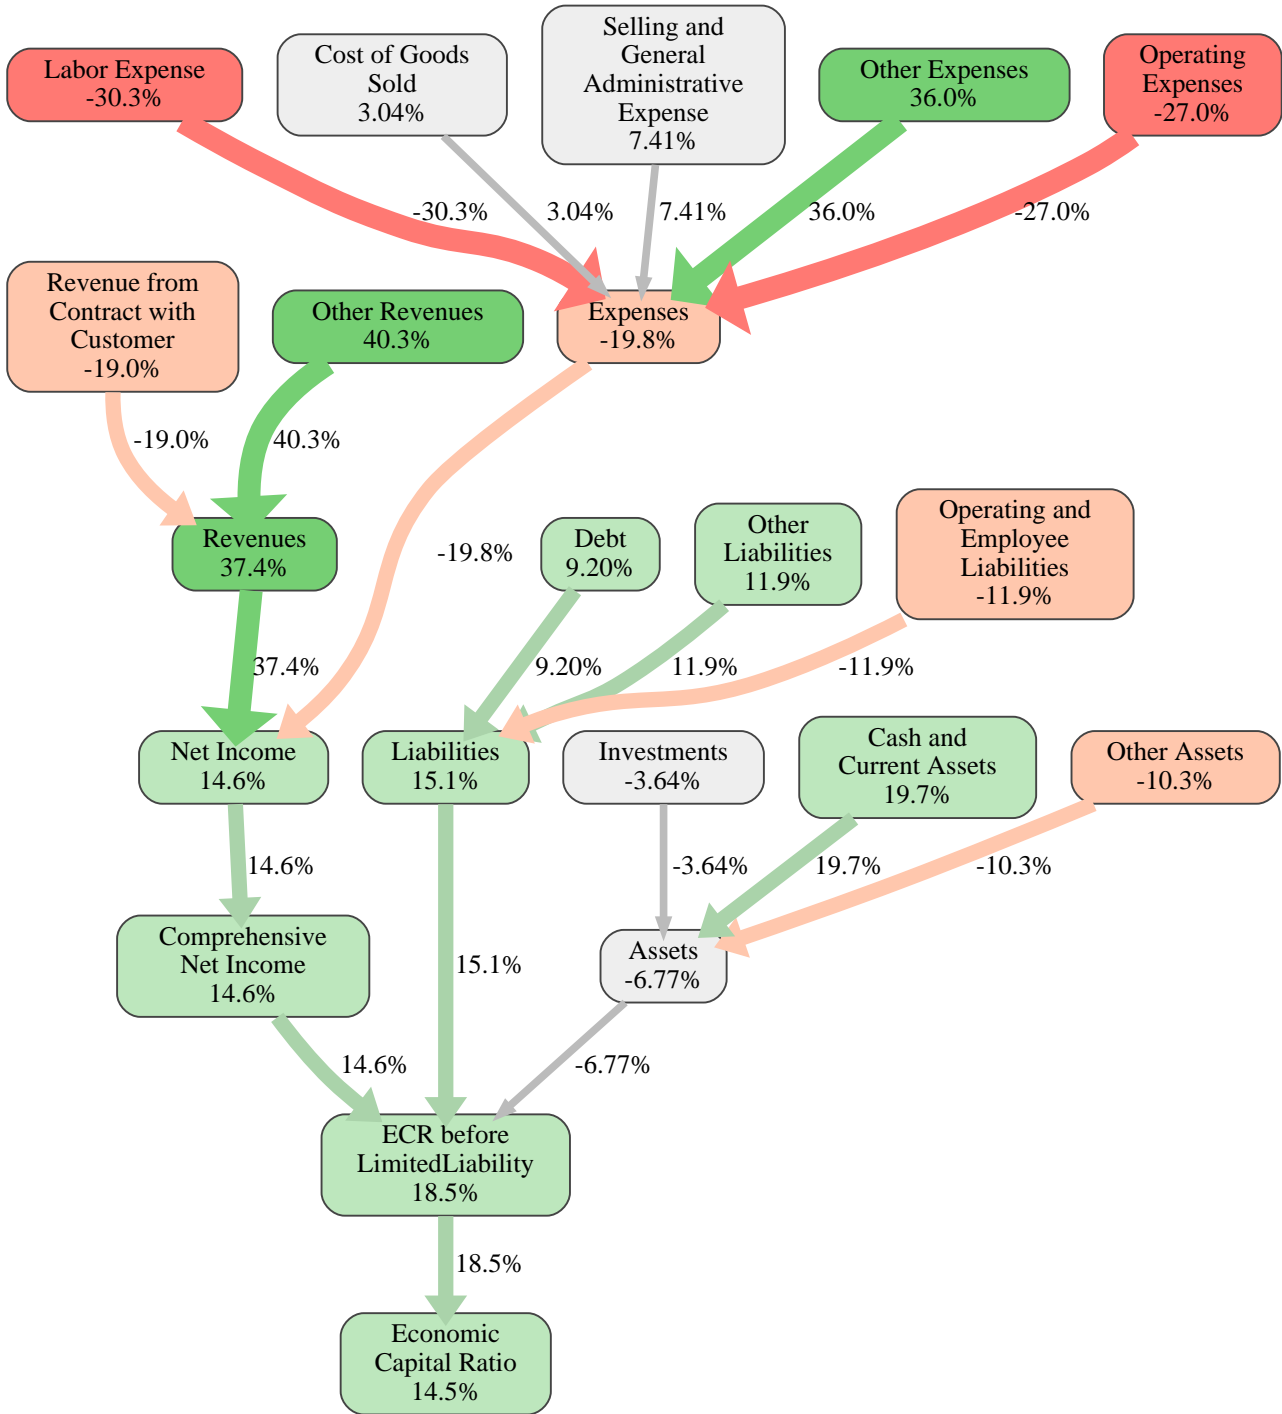 Labor Expense
-30.3%
Cost of Goods
Sold
3.04%
Selling and
General
Administrative
Expense
7.41%
Other Expenses
36.0%
Operating
Expenses
-27.0%
-30.3%
3.04%
7.41%
36.0%
-27.0%
Revenue from
Contract with
Customer
-19.0%
Other Revenues
40.3%
Expenses
-19.8%
-19.0%
40.3%
-19.8%
Revenues
37.4%
Debt
9.20%
Other
Liabilities
11.9%
Operating and
Employee
Liabilities
-11.9%
37.4%
9.20%
11.9%
-11.9%
Net Income
14.6%
Liabilities
15.1%
Investments
-3.64%
Cash and
Current Assets
19.7%
Other Assets
-10.3%
14.6%
-3.64%
19.7%
-10.3%
Comprehensive
Net Income
14.6%
15.1%
Assets
-6.77%
14.6%
-6.77%
ECR before
LimitedLiability
18.5%
18.5%
Economic
Capital Ratio
14.5%